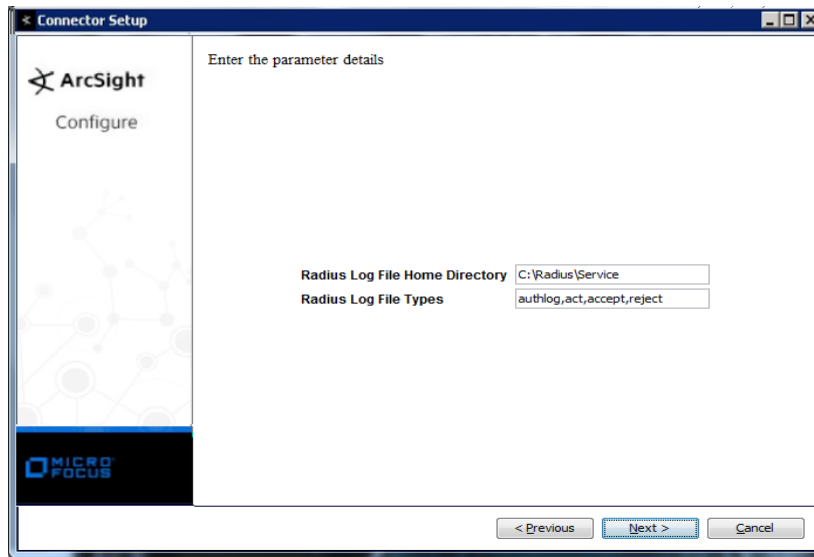 Connector Setup
Enter the parameter details
ArcSight
Configure
Radius Log File Home Directory C:\Radius\Service
Radius Log File Types authlog,act,accept,reject
MICRO
FOCUS
< Previous Next > Cancel